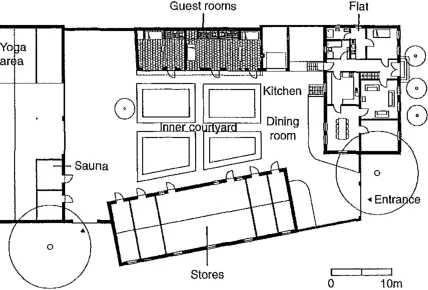 Guest rooms
Flat
Yoga
area
Kitchen
Inner courtyard
Dining
room
Sauna
Entrance
Stores
0 10m